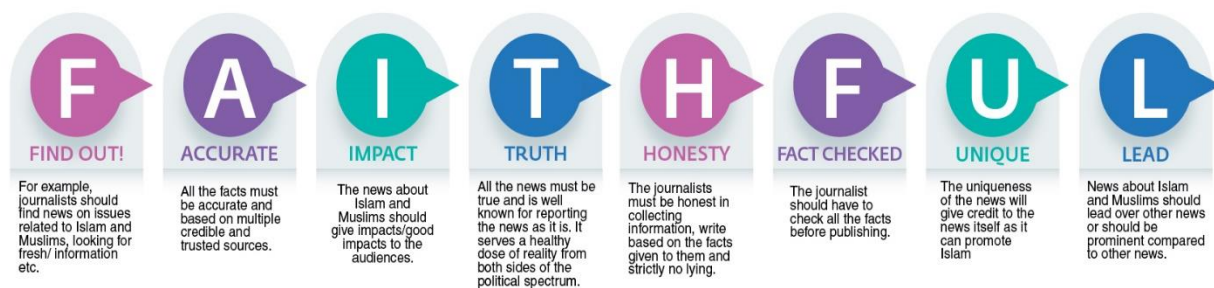 F
FIND OUT!
For example,
journalists should
find news on issues
related to Islam and
Muslims, looking for
fresh/ information
etc.
A
ACCURATE
All the facts must
be accurate and
based on multiple
credible and
trusted sources.
I
IMPACT
The news about
Islam and
Muslims should
give impacts/good
impacts to the
audiences.
T
TRUTH
All the news must be
true and is well
known for reporting
the news as it is. It
serves a healthy
dose of reality from
both sides of the
political spectrum.
H
HONESTY
The journalists
must be honest in
collecting
information, write
based on the facts
given to them and
strictly no lying.
F
FACT CHECKED
The journalist
should have to
check all the facts
before publishing.
U
UNIQUE
The uniqueness
of the news will
give credit to the
news itself as it
can promote
Islam
L
LEAD
News about Islam
and Muslims should
lead over other news
or should be
prominent compared
to other news.